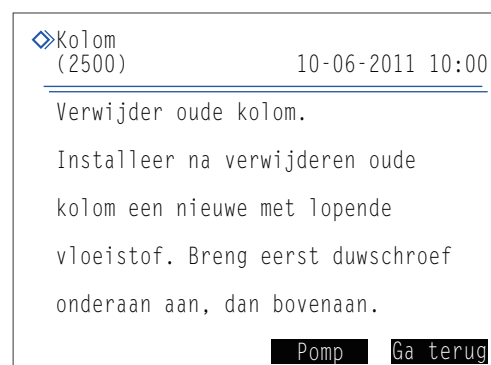 Kolom
(2500) 10-06-2011 10:00
Verwijder oude kolom.
Installeer na verwijderen oude
kolom een nieuwe met lopende
vloeistof. Breng eerst duwschroef
onderaan aan, dan bovenaan.
Pomp Ga terug